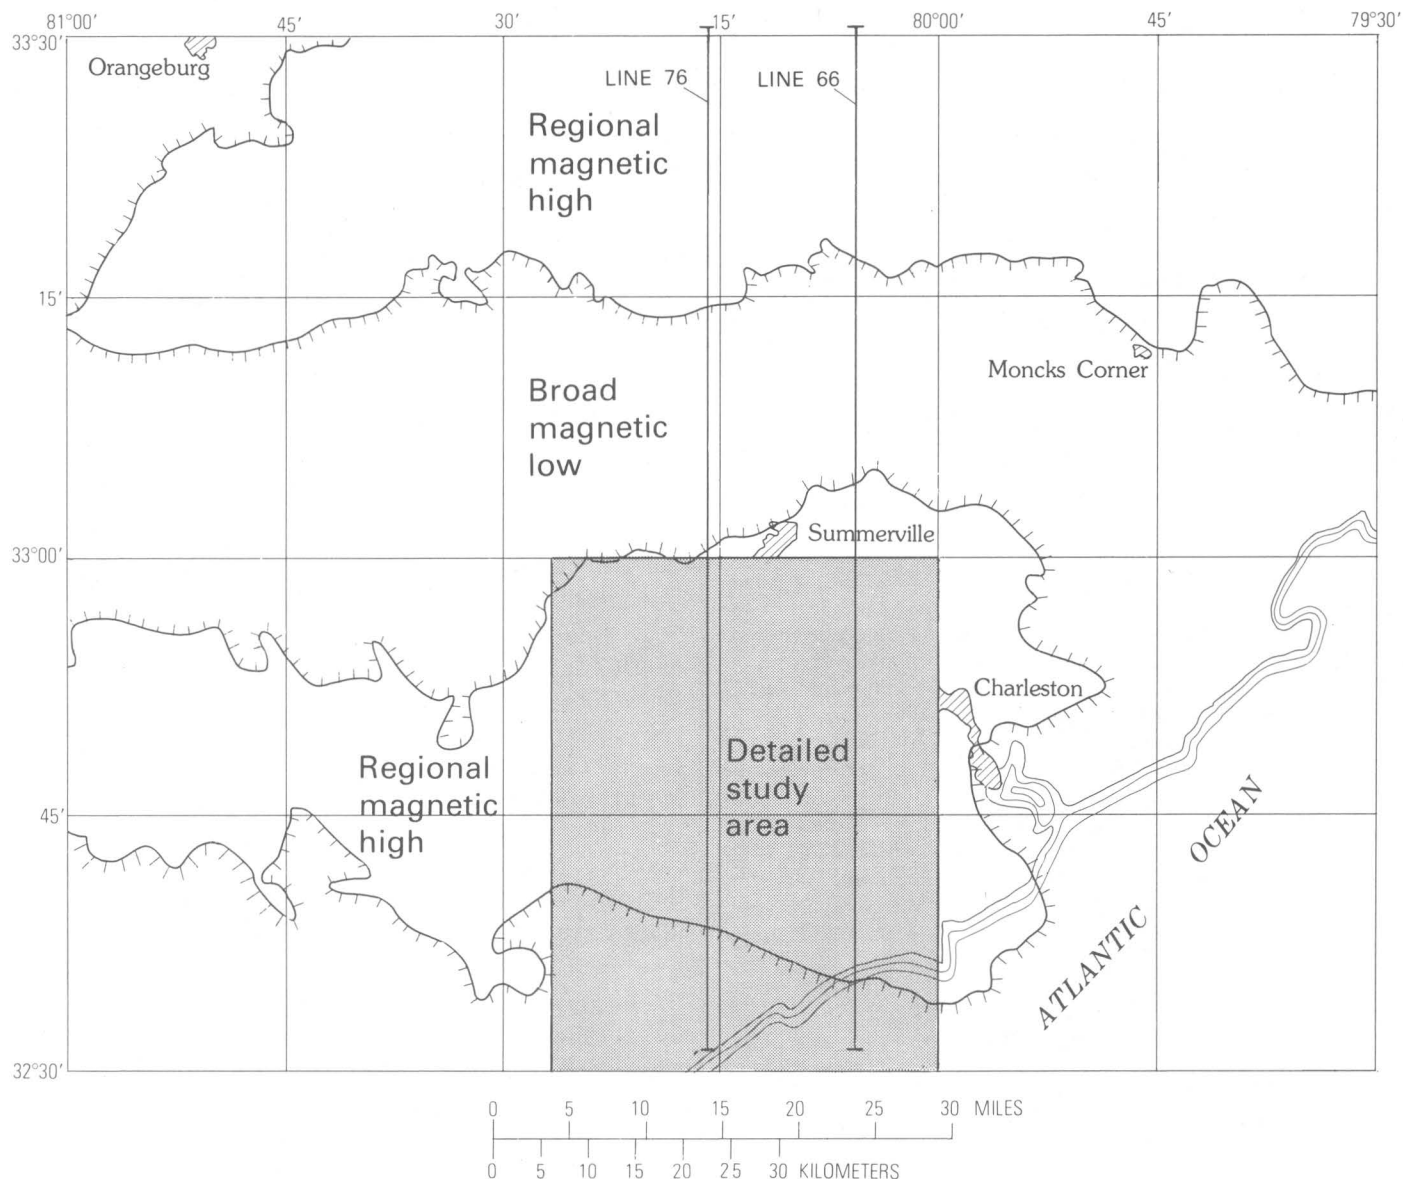 81°00' 45' 30' 15' 80°00' 45' 79°30'
33°30'
Orangeburg
LINE 76 LINE 66
Regional
magnetic
high
15'
Moncks Corner
Broad
magnetic
low
Summerville
33°00'
Charleston
Detailed
study
area
Regional
magnetic
high
45'
ATLANTIC OCEAN
32°30'
0 5 10 15 20 25 30 MILES
0 5 10 15 20 25 30 KILOMETERS